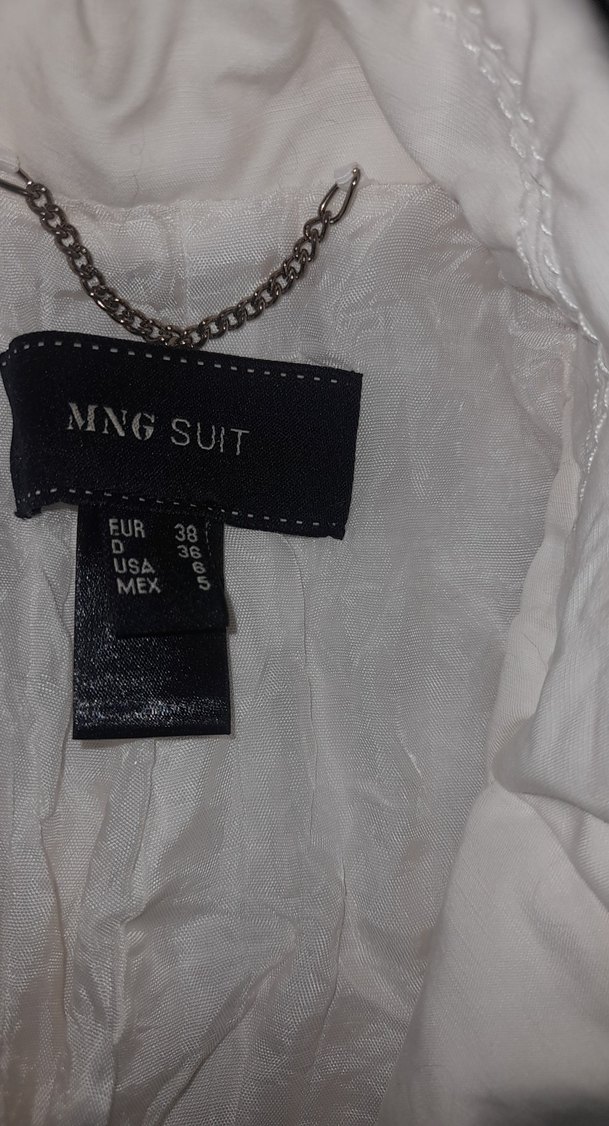 MNG SUIT
EUR 38
D 36
USA 6
MEX 5